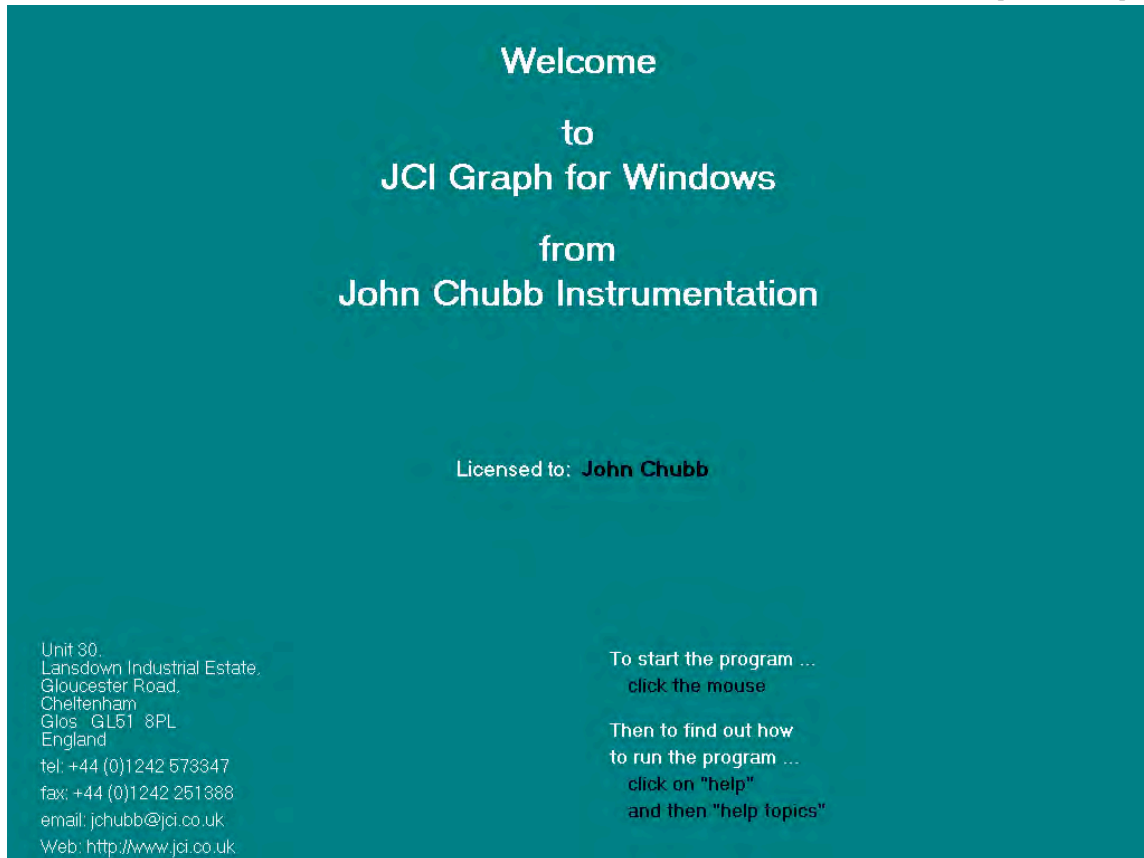 Welcome
to
JCI Graph for Windows
from
John Chubb Instrumentation
Licensed to: John Chubb
Unit 30.
Lansdown Industrial Estate.
Gloucester Road.
Cheltenham
Glos GL51 8PL
England
tel: +44 (0)1242 573347
fax: +44 (0)1242 251388
email: jchubb@jci.co.uk
Web: http://www.jci.co.uk
To start the program ...
click the mouse
Then to find out how
to run the program ...
click on "help"
and then "help topics"